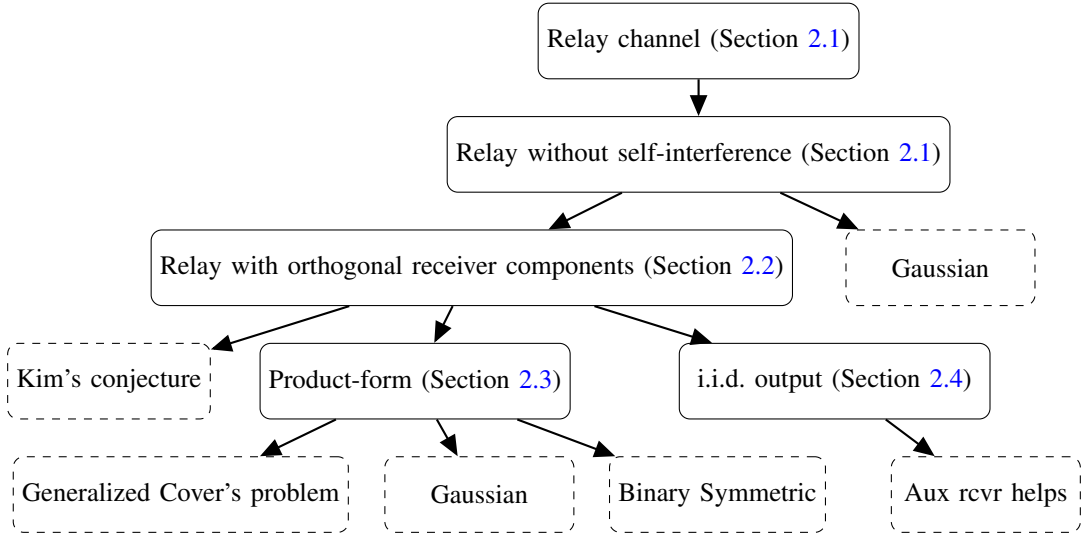 Relay channel (Section 2.1)
Relay without self-interference (Section 2.1)
Relay with orthogonal receiver components (Section 2.2)
Gaussian
Kim's conjecture
Product-form (Section 2.3)
i.i.d. output (Section 2.4)
Generalized Cover's problem
Gaussian
Binary Symmetric
Aux rcvr helps